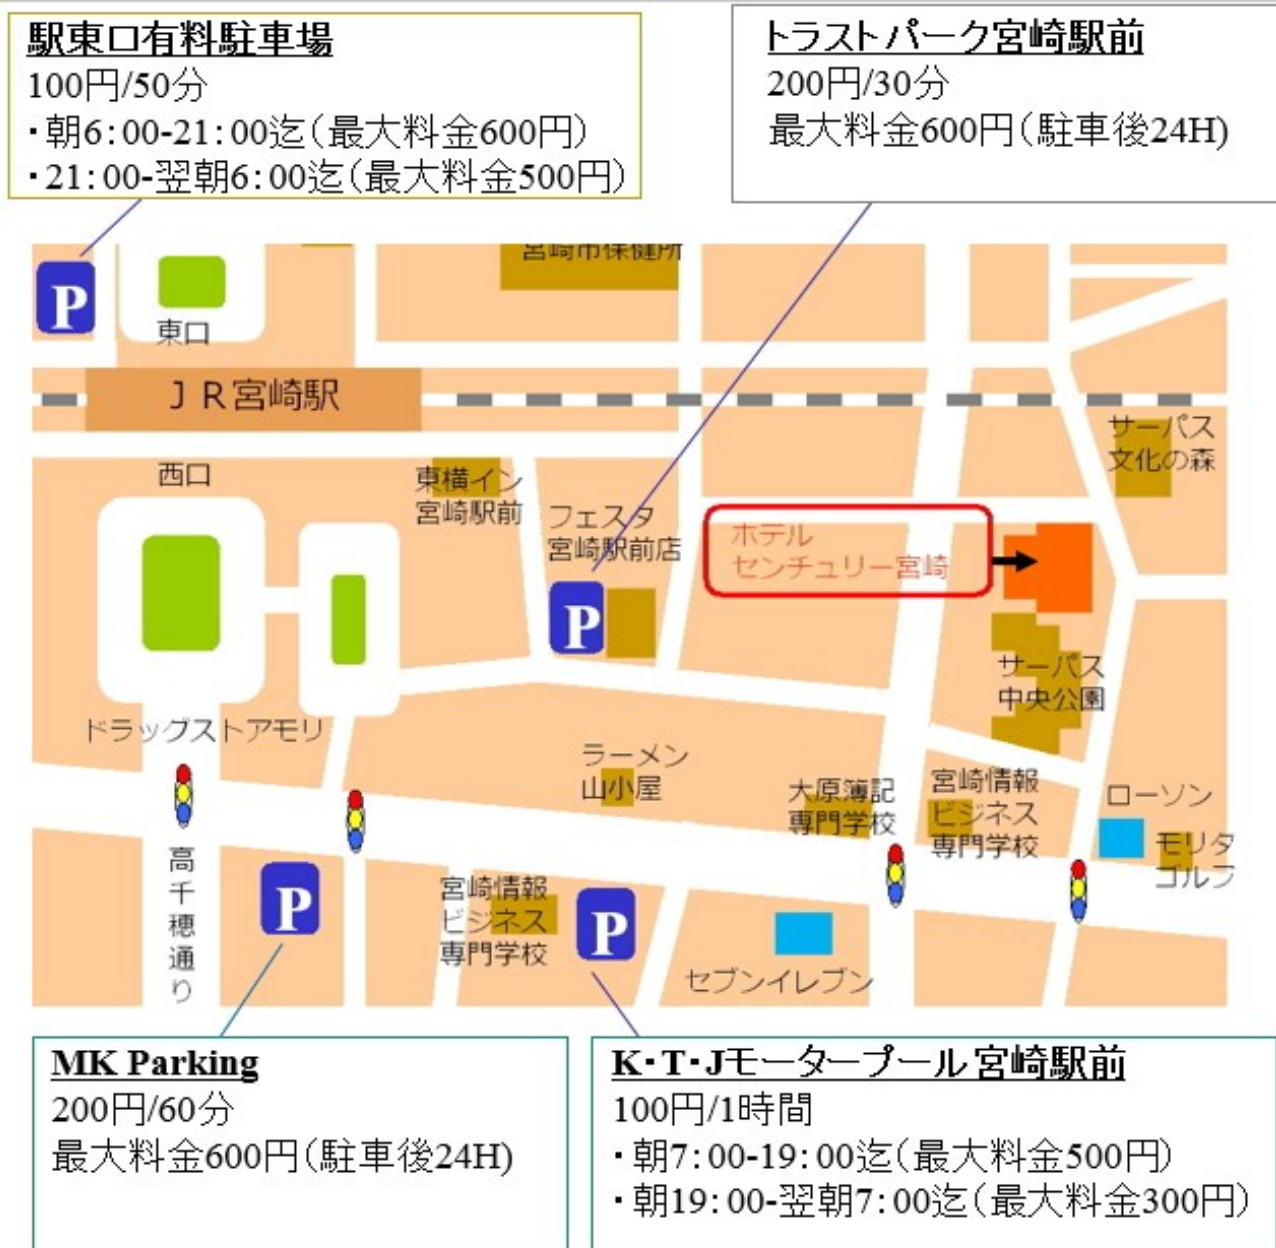 駅東口有料駐車場
100円/50分
・朝6:00-21:00迄(最大料金600円)
・21:00-翌朝6:00迄(最大料金500円)
トラストパーク宮崎駅前
200円/30分
最大料金600円(駐車後24H)
宮崎市保健所
P
東口
JR宮崎駅
西口
サーパス
文化の森
東横イン
宮崎駅前
フェスタ
宮崎駅前店
ホテル
センチュリー宮崎
P
サーパス
中央公園
ドラッグストアモリ
ラーメン
山小屋
大原簿記
専門学校
宮崎情報
ビジネス
専門学校
ローソン
モリタ
ゴルフ
高千穂通り
P
宮崎情報
ビジネス
専門学校
P
セブンイレブン
MK Parking
200円/60分
最大料金600円(駐車後24H)
K・T・Jモータープール宮崎駅前
100円/1時間
・朝7:00-19:00迄(最大料金500円)
・朝19:00-翌朝7:00迄(最大料金300円)